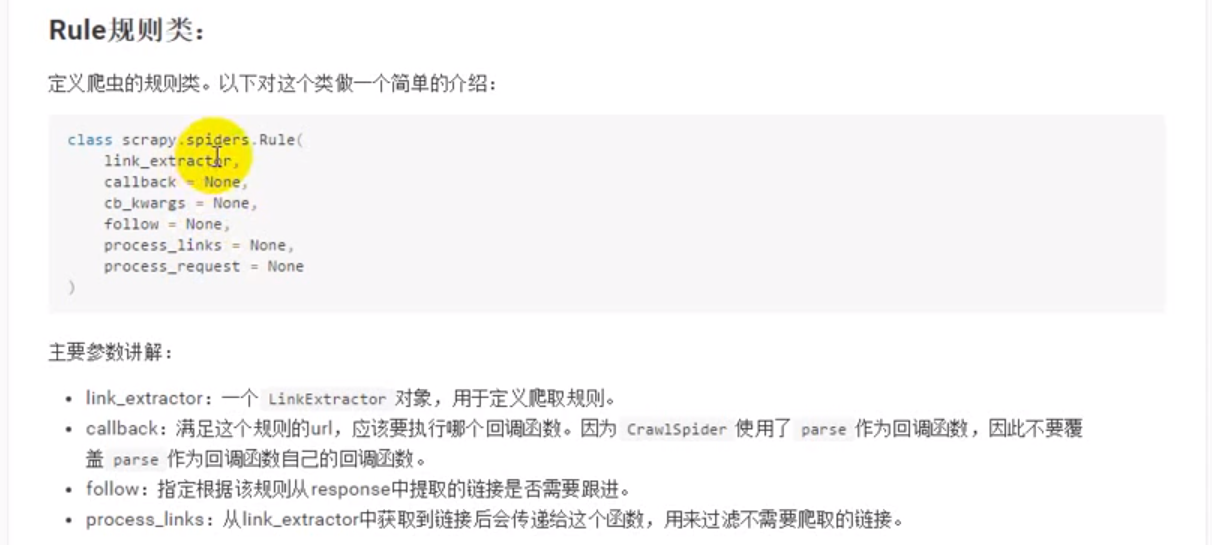 Rule规则类：
定义爬虫的规则类。以下对这个类做一个简单的介绍：
class scrapy.spiders.Rule(
    link_extractor,
    callback = None,
    cb_kwargs = None,
    follow = None,
    process_links = None,
    process_request = None
)
主要参数讲解：
• link_extractor：一个 LinkExtractor 对象，用于定义爬取规则。
• callback：满足这个规则的url，应该要执行哪个回调函数。因为 CrawlSpider 使用了 parse 作为回调函数，因此不要覆
盖 parse 作为回调函数自己的回调函数。
• follow：指定根据该规则从response中提取的链接是否需要跟进。
• process_links：从link_extractor中获取到链接后会传递给这个函数，用来过滤不需要爬取的链接。